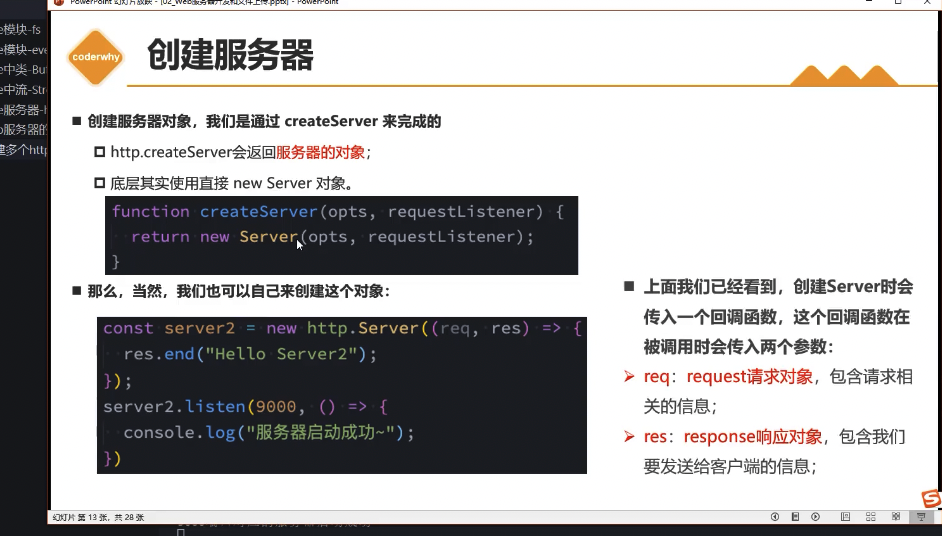 PowerPoint 幻灯片放映 - [02_Web服务器开发和文件上传.pptx] - PowerPoint
e模块-fs
e模块-eve
e中类-Buf
e中流-Stre
e服务器-h
b服务器的
建多个http
coderwhy
创建服务器
■ 创建服务器对象，我们是通过 createServer 来完成的
http.createServer会返回服务器的对象；
底层其实使用直接 new Server 对象。
function createServer(opts, requestListener) {
return new Server(opts, requestListener);
}
■ 那么，当然，我们也可以自己来创建这个对象：
const server2 = new http.Server((req, res) => {
res.end("Hello Server2");
});
server2.listen(9000, () => {
console.log("服务器启动成功~");
})
■ 上面我们已经看到，创建Server时会
传入一个回调函数，这个回调函数在
被调用时会传入两个参数：
req：request请求对象，包含请求相
关的信息；
res：response响应对象，包含我们
要发送给客户端的信息；
幻灯片 第 13 张，共 28 张